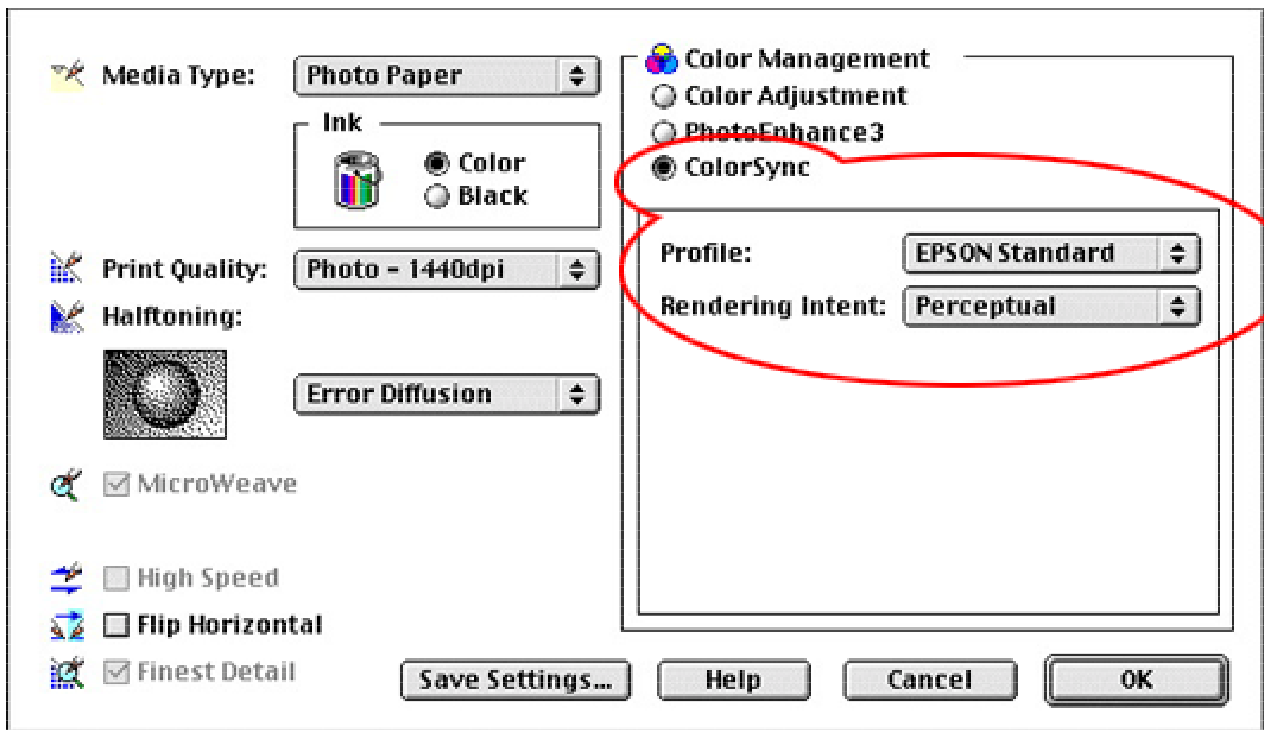 Media Type: Photo Paper
Ink
Color
Black
Print Quality: Photo - 1440dpi
Halftoning:
Error Diffusion
MicroWeave
High Speed
Flip Horizontal
Finest Detail
Color Management
Color Adjustment
PhotoEnhance3
ColorSync
Profile: EPSON Standard
Rendering Intent: Perceptual
Save Settings... Help Cancel OK